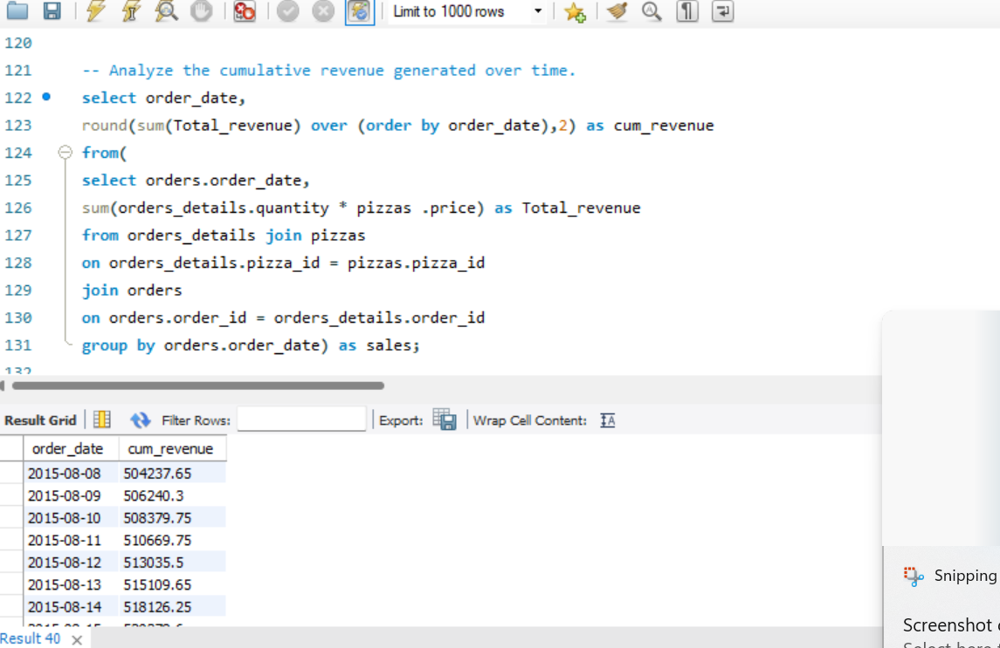 Limit to 1000 rows
120
121 -- Analyze the cumulative revenue generated over time.
122 select order_date,
123 round(sum(Total_revenue) over (order by order_date),2) as cum_revenue
124 from(
125 select orders.order_date,
126 sum(orders_details.quantity * pizzas .price) as Total_revenue
127 from orders_details join pizzas
128 on orders_details.pizza_id = pizzas.pizza_id
129 join orders
130 on orders.order_id = orders_details.order_id
131 group by orders.order_date) as sales;
132
Result Grid Filter Rows: Export: Wrap Cell Content: IA
order_date cum_revenue
2015-08-08 504237.65
2015-08-09 506240.3
2015-08-10 508379.75
2015-08-11 510669.75
2015-08-12 513035.5
2015-08-13 515109.65
2015-08-14 518126.25
Result 40
Snipping
Screenshot
Select here